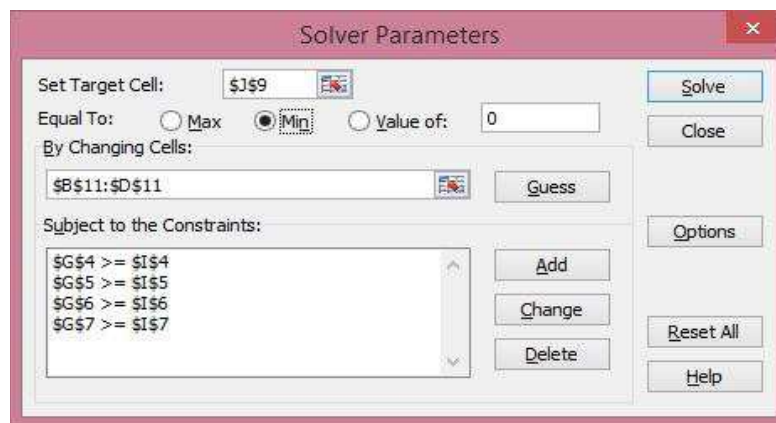 Solver Parameters
×
Set Target Cell: $J$9
Solve
Equal To: Max Min Value of: 0
Close
By Changing Cells:
$B$11:$D$11
Guess
Subject to the Constraints:
Options
$G$4 >= $I$4
$G$5 >= $I$5
$G$6 >= $I$6
$G$7 >= $I$7
Add
Change
Reset All
Delete
Help